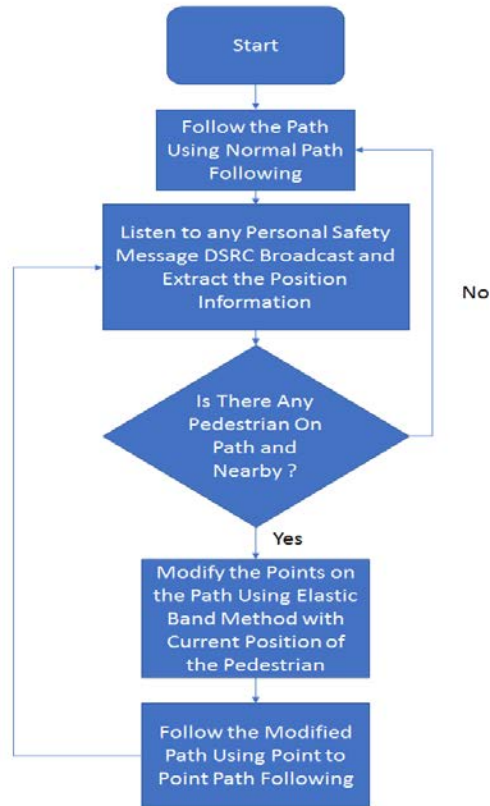 Start
Follow the Path
Using Normal Path
Following
Listen to any Personal Safety
Message DSRC Broadcast and
Extract the Position
Information
No
Is There Any
Pedestrian On
Path and
Nearby ?
Yes
Modify the Points on
the Path Using Elastic
Band Method with
Current Position of
the Pedestrian
Follow the Modified
Path Using Point to
Point Path Following